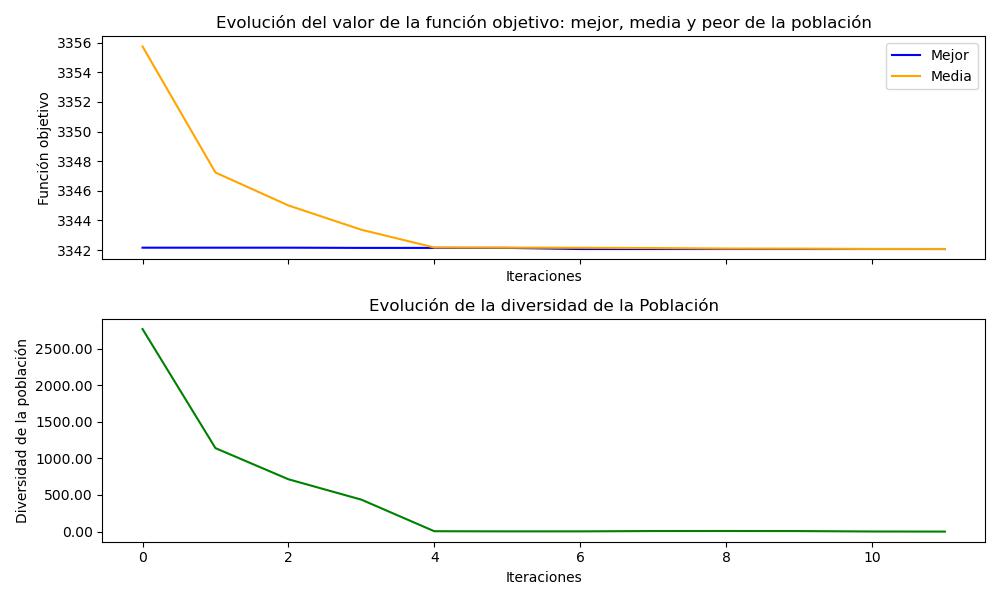 Evolución del valor de la función objetivo: mejor, media y peor de la población
Función objetivo
3356
3354
3352
3350
3348
3346
3344
3342
Mejor
Media
Iteraciones
Evolución de la diversidad de la Población
Diversidad de la población
2500.00
2000.00
1500.00
1000.00
500.00
0.00
0 2 4 6 8 10
Iteraciones